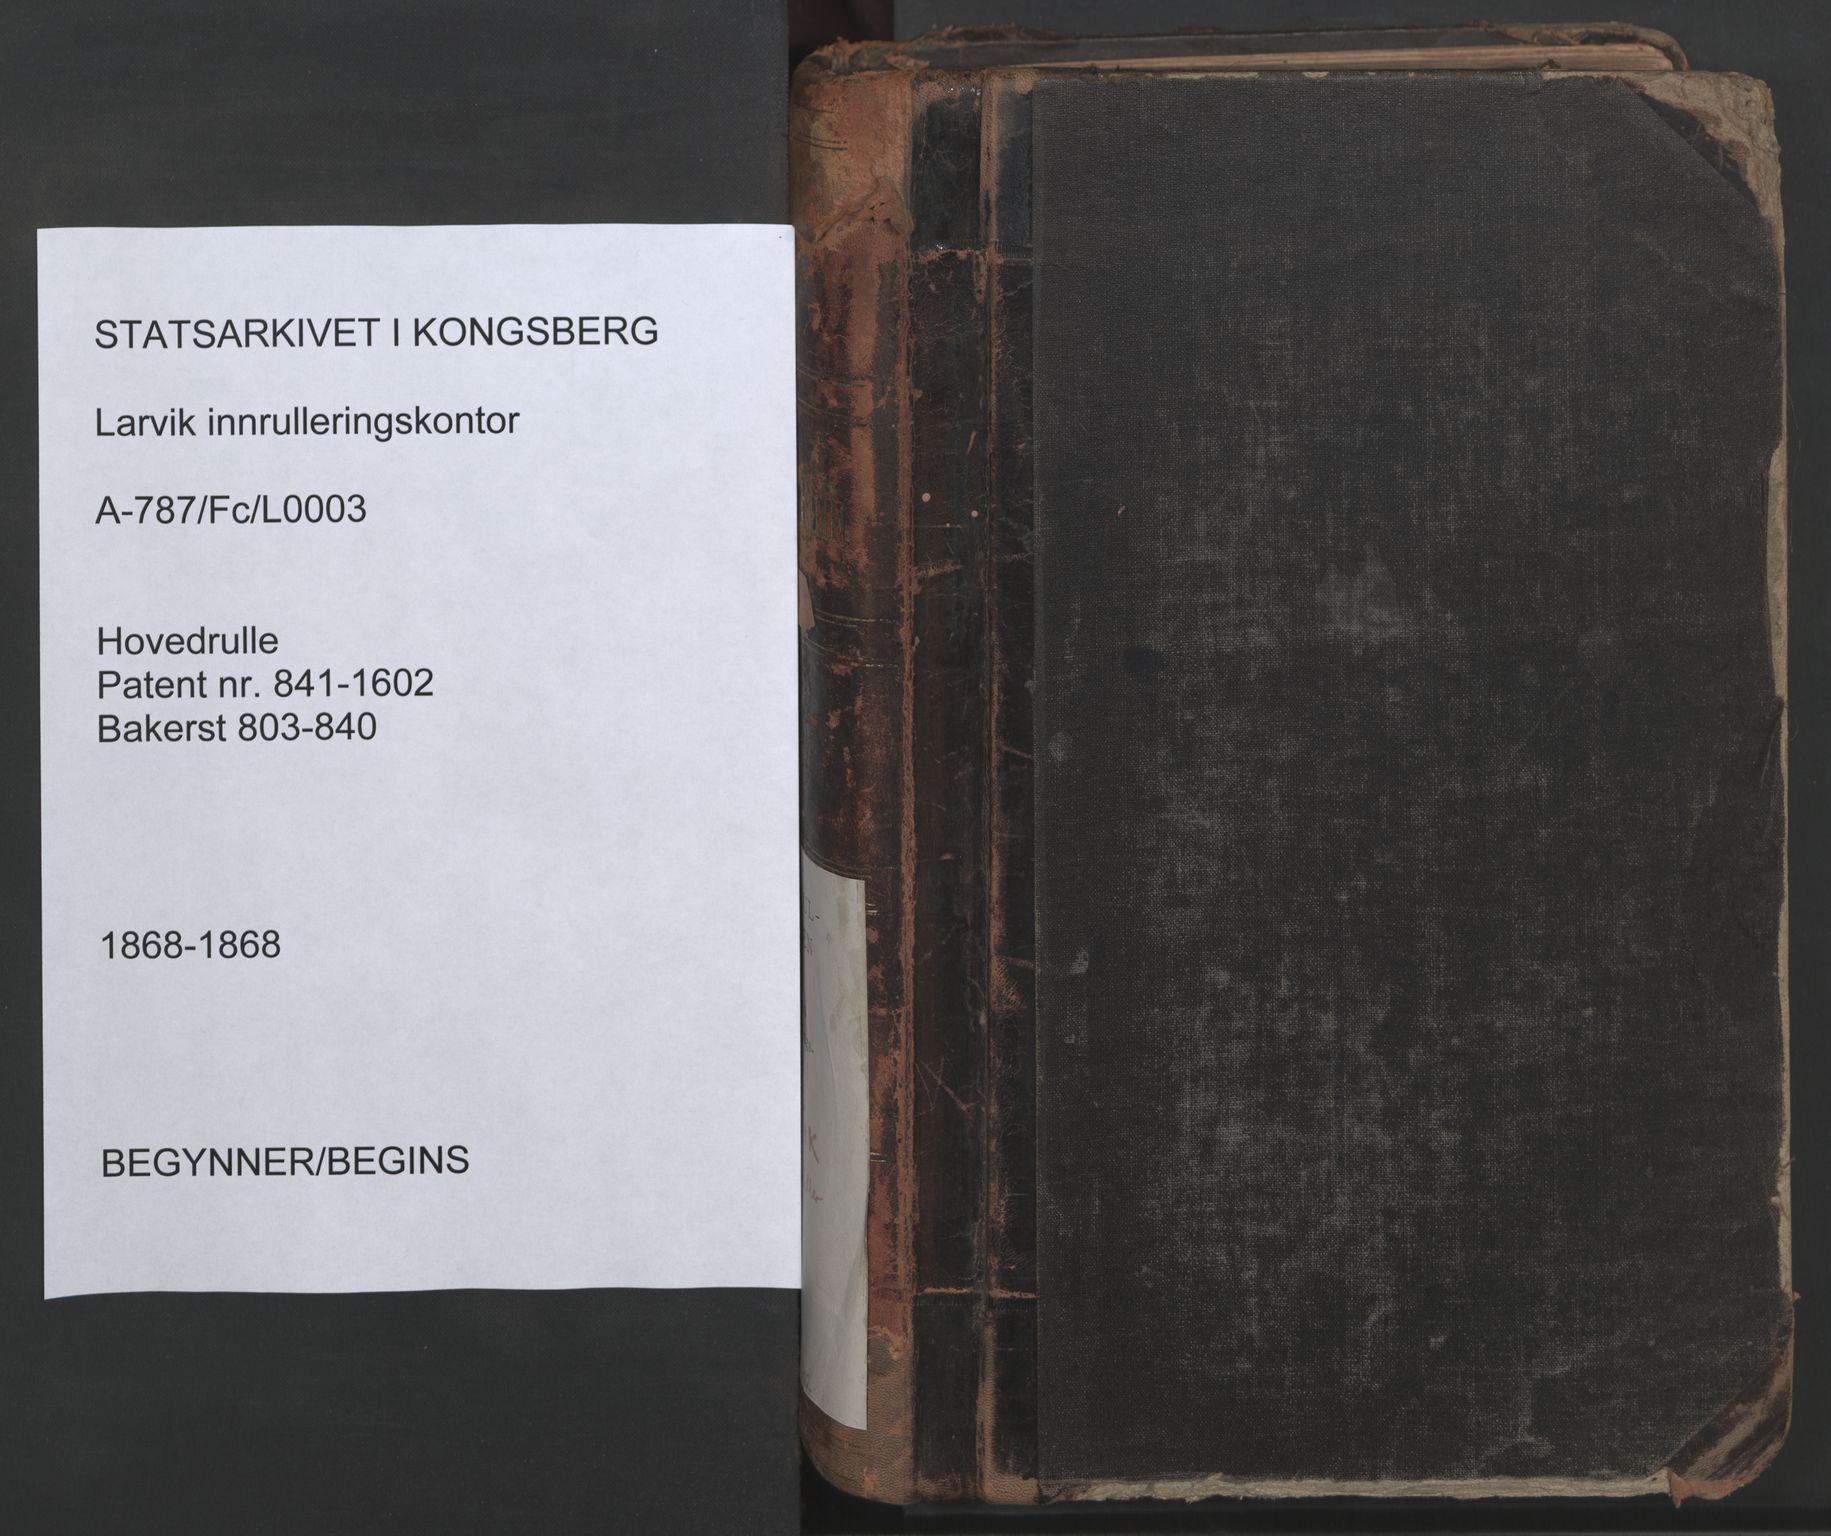 STATSARKIVET I KONGSBERG
Larvik innrulleringskontor
A-787/Fc/L0003
Hovedrulle
Patent nr. 841-1602
Bakerst 803-840
1868-1868
BEGYNNER/BEGINS